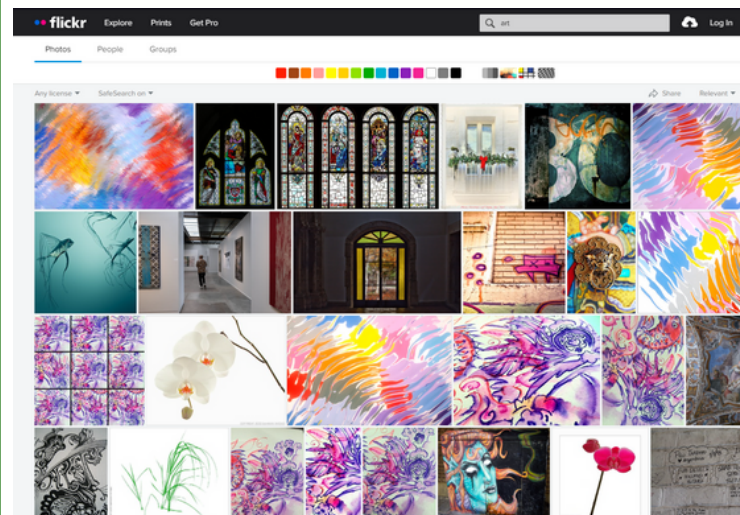 flickr Explore Prints Get Pro art Log In
Photos People Groups
Any license SafeSearch on Share Relevant